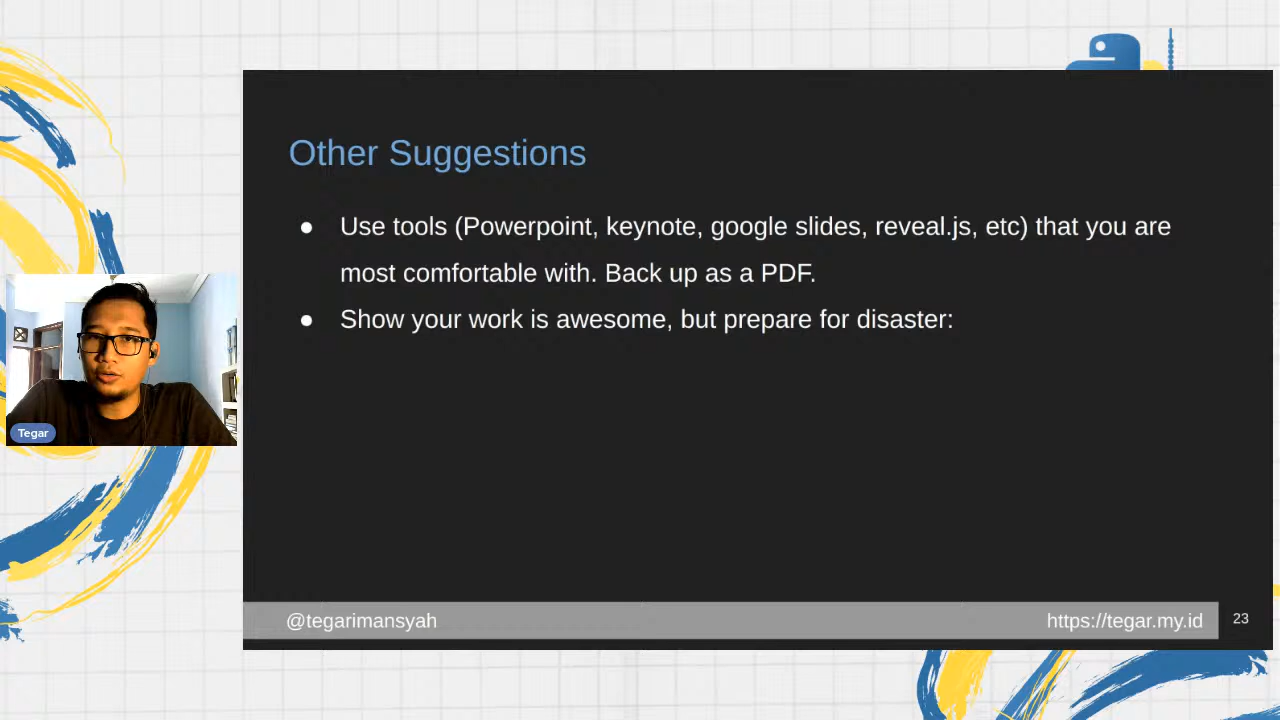 Other Suggestions
● Use tools (Powerpoint, keynote, google slides, reveal.js, etc) that you are
most comfortable with. Back up as a PDF.
● Show your work is awesome, but prepare for disaster:
Tegar
@tegarimansyah
https://tegar.my.id
23